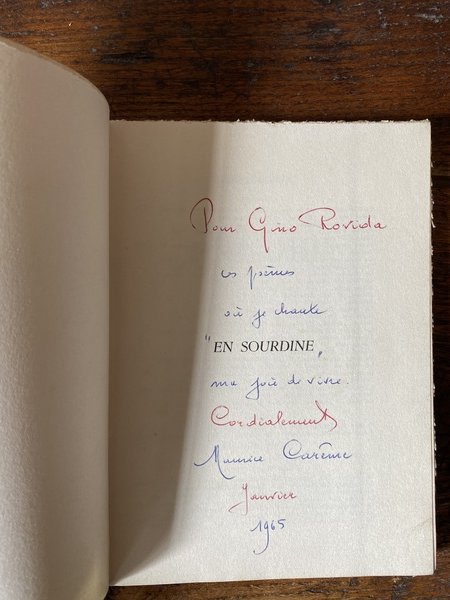 Pour Gino Rovida
ces poèmes
où je chante
"EN SOURDINE"
ma joie de vivre.
Cordialement
Maurice Carême
Janvier
1965